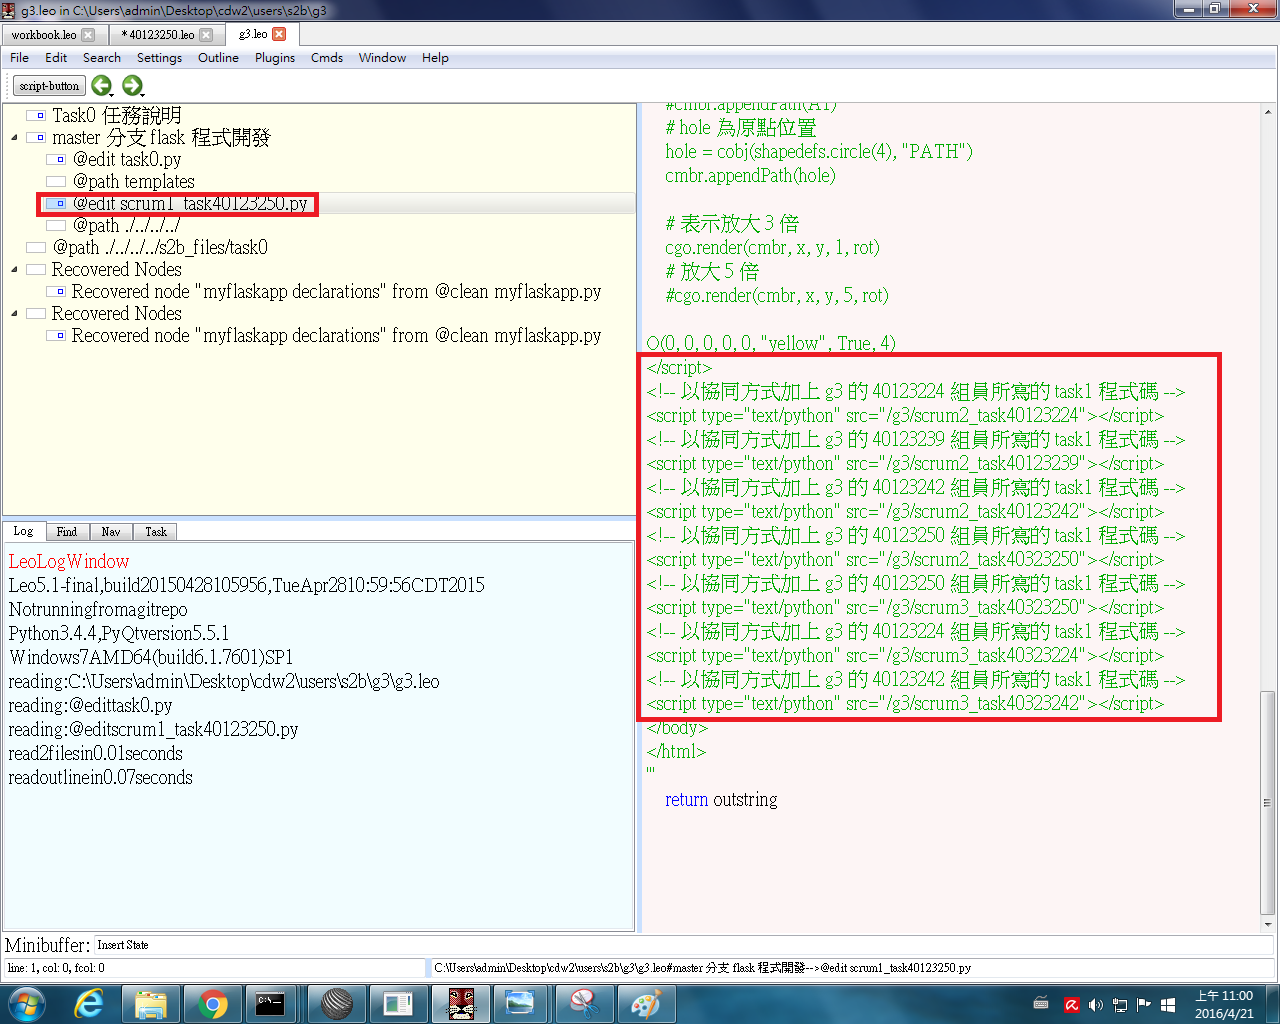 g3.leo in C:\Users\admin\Desktop\cdw2\users\s2b\g3
workbook.leo
* 40123250.leo
g3.leo
File Edit Search Settings Outline Plugins Cmds Window Help
script-button
Task0 任務說明
master 分支 flask 程式開發
@edit task0.py
@path templates
@edit scrum1_task40123250.py
@path ./../../../
@path ./../../../s2b_files/task0
Recovered Nodes
Recovered node "myflaskapp declarations" from @clean myflaskapp.py
Recovered Nodes
Recovered node "myflaskapp declarations" from @clean myflaskapp.py
Log Find Nav Task
LeoLogWindow
Leo5.1-final,build20150428105956,TueApr2810:59:56CDT2015
Notrunningfromagitrepo
Python3.4.4,PyQtversion5.5.1
Windows7AMD64(build6.1.7601)SP1
reading:C:\Users\admin\Desktop\cdw2\users\s2b\g3\g3.leo
reading:@edittask0.py
reading:@editscrum1_task40123250.py
read2filesin0.01seconds
readoutlinein0.07seconds
#cmbr.appendPath(A1)
# hole 為原點位置
hole = cobj(shapedefs.circle(4), "PATH")
cmbr.appendPath(hole)
# 表示放大 3 倍
cgo.render(cmbr, x, y, 1, rot)
# 放大 5 倍
#cgo.render(cmbr, x, y, 5, rot)
O(0, 0, 0, 0, 0, "yellow", True, 4)
</script>
<!-- 以協同方式加上 g3 的 40123224 組員所寫的 task1 程式碼 -->
<script type="text/python" src="/g3/scrum2_task40123224"></script>
<!-- 以協同方式加上 g3 的 40123239 組員所寫的 task1 程式碼 -->
<script type="text/python" src="/g3/scrum2_task40123239"></script>
<!-- 以協同方式加上 g3 的 40123242 組員所寫的 task1 程式碼 -->
<script type="text/python" src="/g3/scrum2_task40123242"></script>
<!-- 以協同方式加上 g3 的 40123250 組員所寫的 task1 程式碼 -->
<script type="text/python" src="/g3/scrum2_task40323250"></script>
<!-- 以協同方式加上 g3 的 40123250 組員所寫的 task1 程式碼 -->
<script type="text/python" src="/g3/scrum3_task40323250"></script>
<!-- 以協同方式加上 g3 的 40123224 組員所寫的 task1 程式碼 -->
<script type="text/python" src="/g3/scrum3_task40323224"></script>
<!-- 以協同方式加上 g3 的 40123242 組員所寫的 task1 程式碼 -->
<script type="text/python" src="/g3/scrum3_task40323242"></script>
</body>
</html>
'''
return outstring
Minibuffer: Insert State
line: 1, col: 0, fcol: 0
C:\Users\admin\Desktop\cdw2\users\s2b\g3\g3.leo#master 分支 flask 程式開發-->@edit scrum1_task40123250.py
C:\_
上午 11:00
2016/4/21